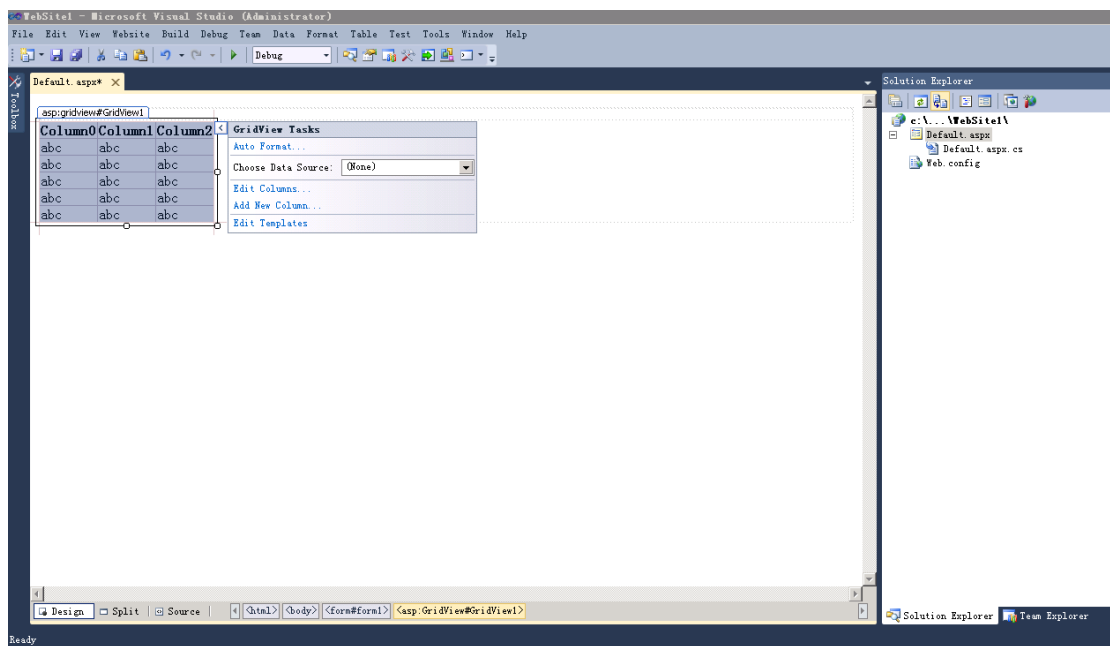 WebSite1 - Microsoft Visual Studio (Administrator)
File Edit View Website Build Debug Team Data Format Table Test Tools Window Help
Debug
Toolbox
Default.aspx*
asp:gridview#GridView1
Column0 Column1 Column2
abc abc abc
abc abc abc
abc abc abc
abc abc abc
abc abc abc
GridView Tasks
Auto Format...
Choose Data Source: (None)
Edit Columns...
Add New Column...
Edit Templates
Solution Explorer
c:\...\WebSite1\
Default.aspx
Default.aspx.cs
Web.config
Design Split Source <html> <body> <form#form1> <asp:GridView#GridView1>
Solution Explorer Team Explorer
Ready